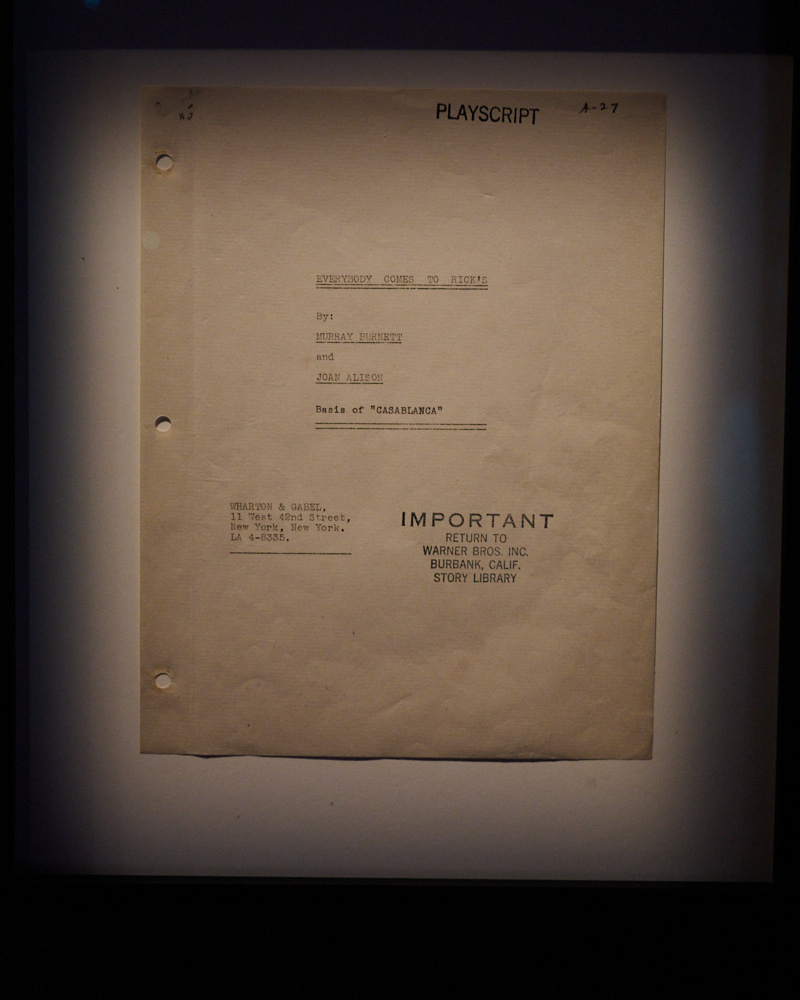 PLAYSCRIPT A-27
EVERYBODY COMES TO RICK'S
By:
MURRAY BURNETT
and
JOAN ALISON
Basis of "CASABLANCA"
WHARTON & GABEL,
11 West 42nd Street,
New York, New York.
LA 4-8335.
IMPORTANT
RETURN TO
WARNER BROS. INC.
BURBANK, CALIF.
STORY LIBRARY